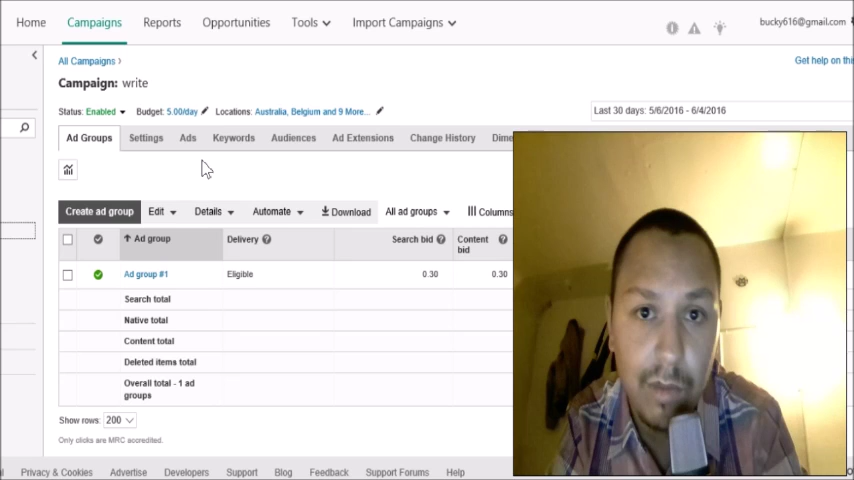 Home Campaigns Reports Opportunities Tools Import Campaigns bucky616@gmail.com
All Campaigns › Get help on this
Campaign: write
Status: Enabled Budget: 5.00/day Locations: Australia, Belgium and 9 More... Last 30 days: 5/6/2016 - 6/4/2016
Ad Groups Settings Ads Keywords Audiences Ad Extensions Change History Dime
Create ad group Edit Details Automate Download All ad groups Columns
Ad group Delivery Search bid Content bid
Ad group #1 Eligible 0.30 0.30
Search total
Native total
Content total
Deleted items total
Overall total - 1 ad
groups
Show rows: 200
Only clicks are MRC accredited.
Privacy & Cookies Advertise Developers Support Blog Feedback Support Forums Help